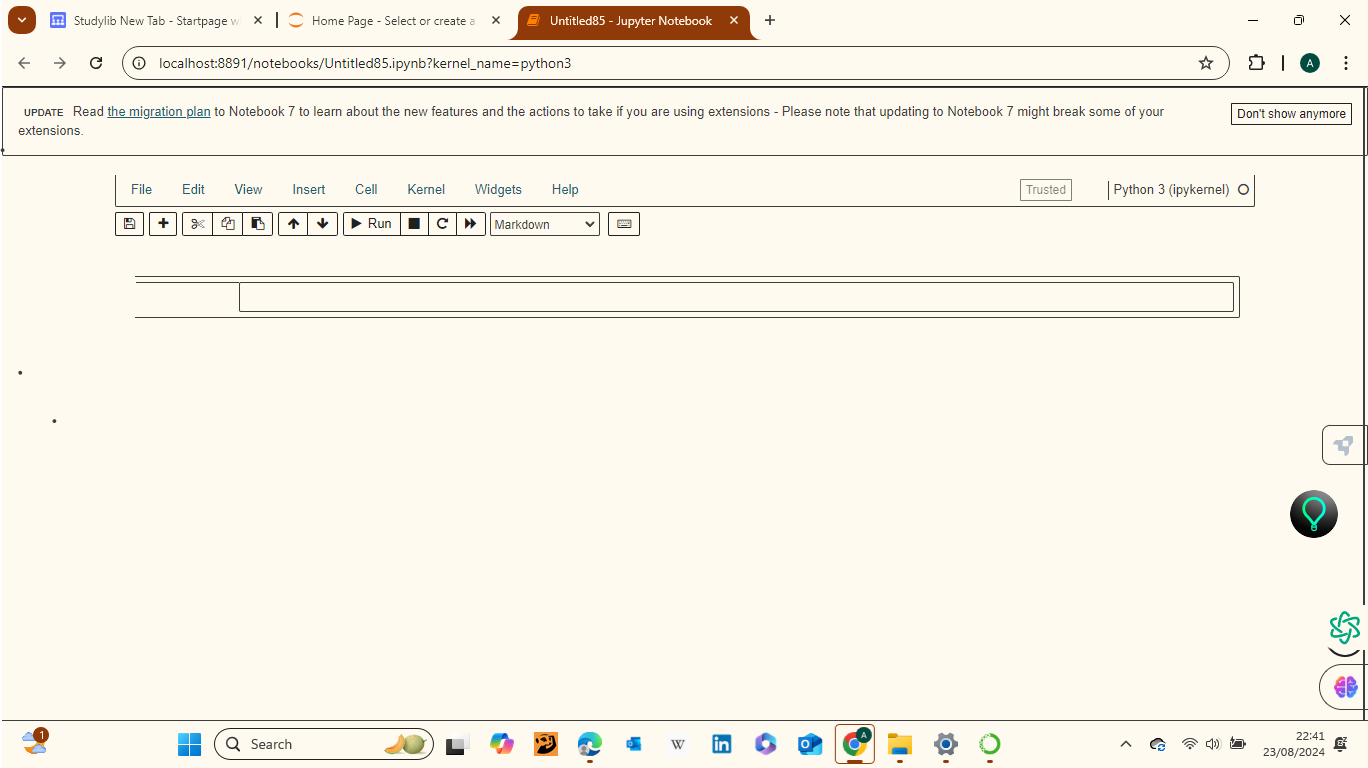 Studylib New Tab - Startpage w
Home Page - Select or create a
Untitled85 - Jupyter Notebook
localhost:8891/notebooks/Untitled85.ipynb?kernel_name=python3
A
UPDATE Read the migration plan to Notebook 7 to learn about the new features and the actions to take if you are using extensions - Please note that updating to Notebook 7 might break some of your
extensions.
Don't show anymore
File Edit View Insert Cell Kernel Widgets Help
Trusted
Python 3 (ipykernel)
Run
Markdown
1
Search
W
in
A
22:41
23/08/2024